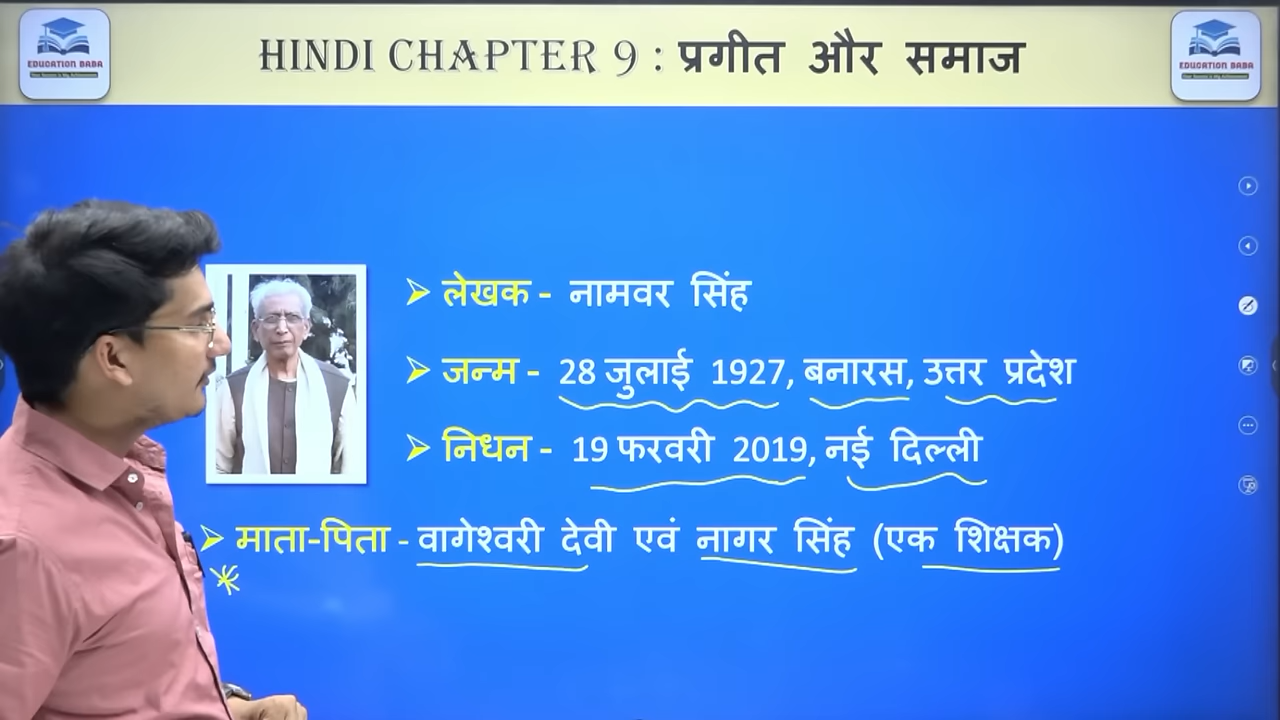 HINDI CHAPTER 9 : प्रगीत और समाज
EDUCATION BABA
EDUCATION BABA
➢ लेखक - नामवर सिंह
➢ जन्म - 28 जुलाई 1927, बनारस, उत्तर प्रदेश
➢ निधन - 19 फरवरी 2019, नई दिल्ली
➢ माता-पिता - वागेश्वरी देवी एवं नागर सिंह (एक शिक्षक)